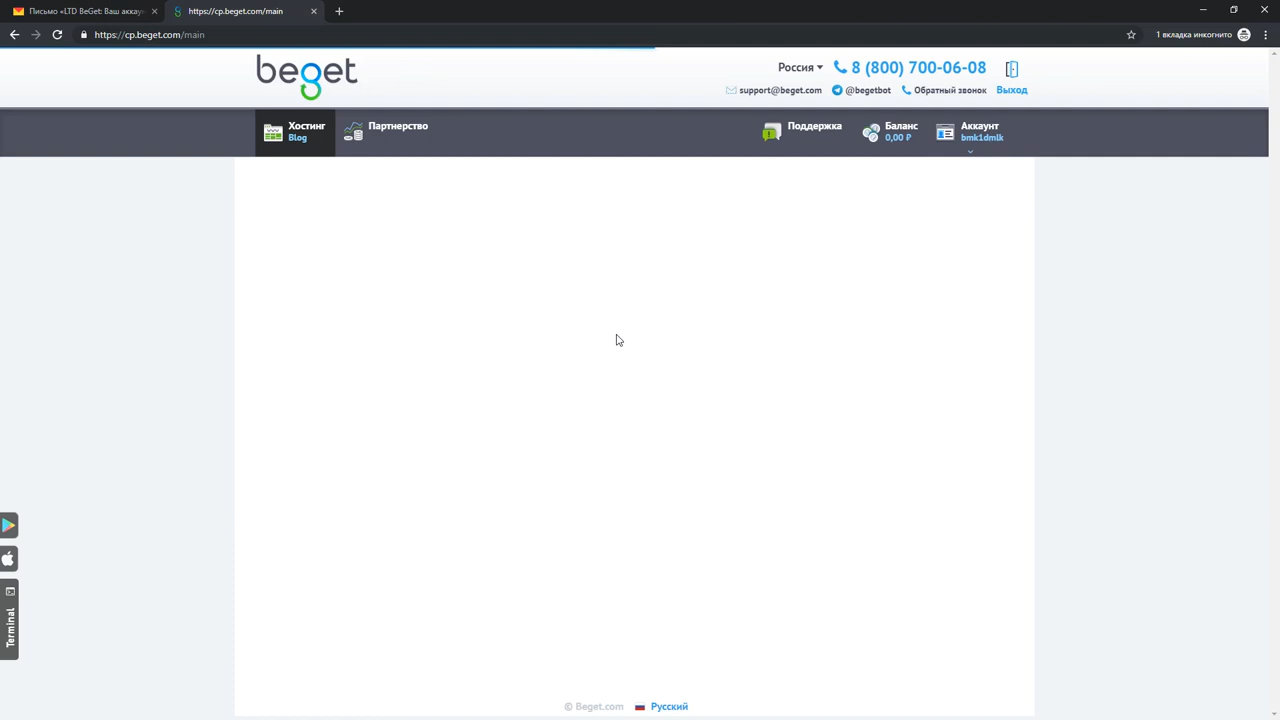 Письмо «LTD BeGet: Ваш аккаун
https://cp.beget.com/main
https://cp.beget.com/main
1 вкладка инкогнито
beget
Россия
8 (800) 700-06-08
support@beget.com
@begetbot
Обратный звонок
Выход
Хостинг
Blog
Партнерство
Поддержка
Баланс
0,00 ₽
Аккаунт
bmk1dmlk
Terminal
© Beget.com
Русский